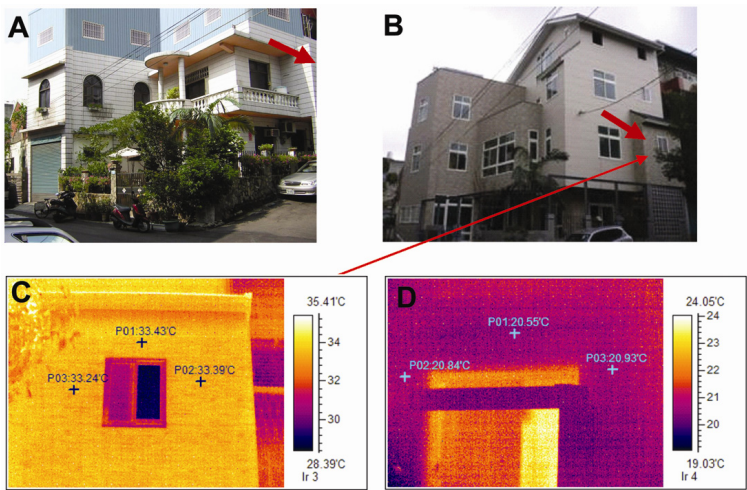 A
B
C
P01:33.43℃
P03:33.24℃
P02:33.39℃
35.41℃
34
32
30
28.39℃
Ir 3
D
P01:20.55℃
P02:20.84℃
P03:20.93℃
24.05℃
24
23
22
21
20
19.03℃
Ir 4